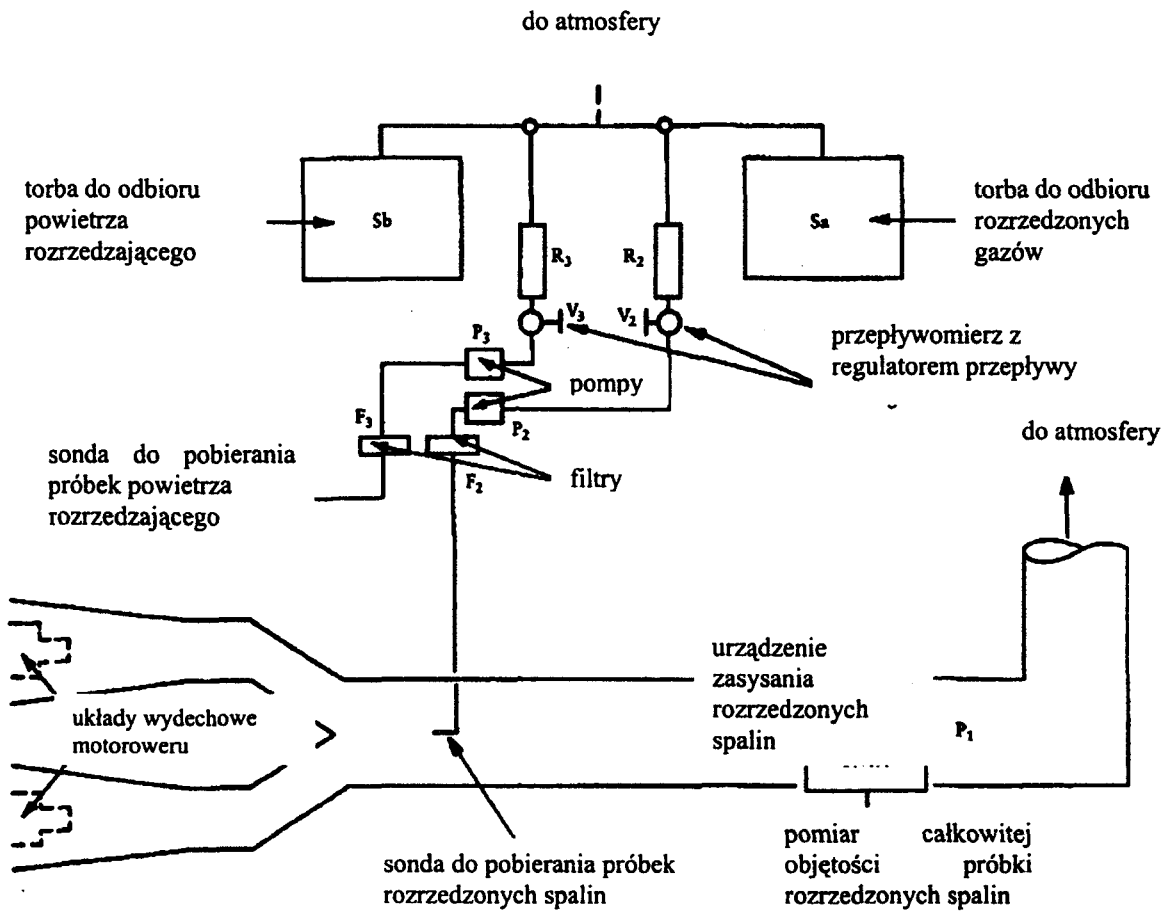 do atmosfery
torba do odbioru
powietrza
rozrzedzającego
Sb
Sa
torba do odbioru
rozrzedzonych
gazów
R3
R2
V3
V2
przepływomierz z
regulatorem przepływy
P3
pompy
P2
F3
F2
filtry
sonda do pobierania
próbek powietrza
rozrzedzającego
do atmosfery
układy wydechowe
motoroweru
urządzenie
zasysania
rozrzedzonych
spalin
P1
sonda do pobierania próbek
rozrzedzonych spalin
pomiar całkowitej
objętości próbki
rozrzedzonych spalin